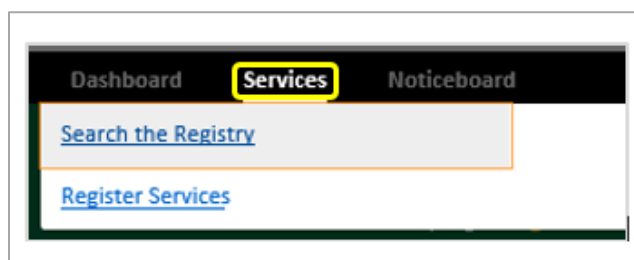 Dashboard Services Noticeboard
Search the Registry
Register Services